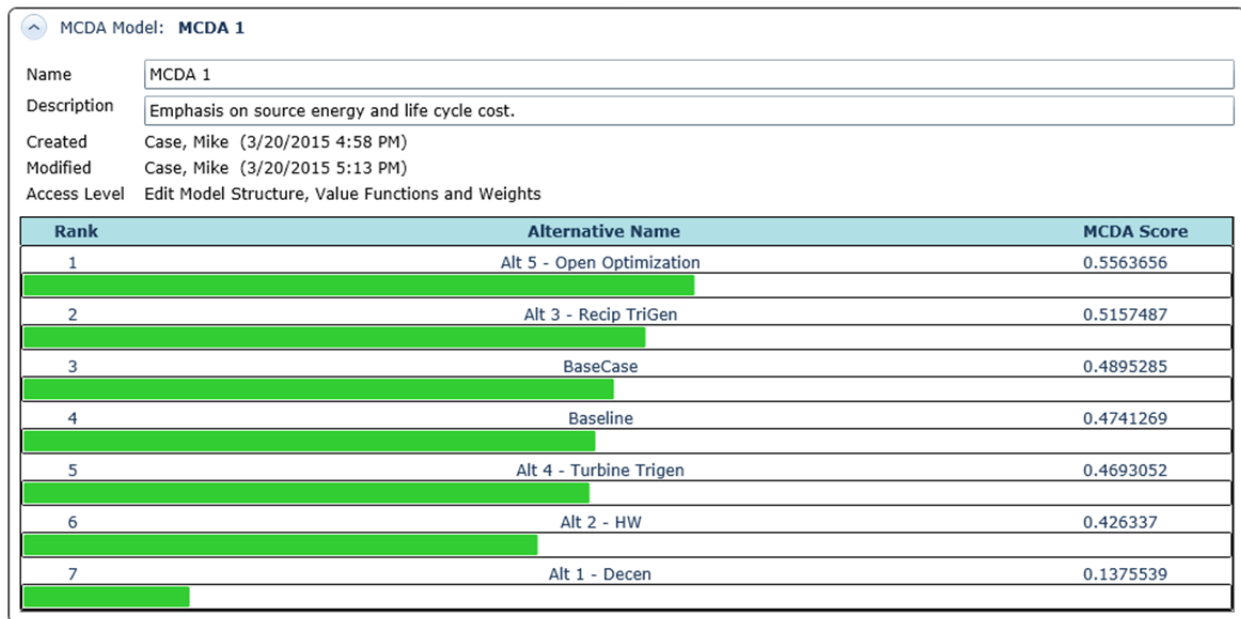 MCDA Model: MCDA 1
Name MCDA 1
Description Emphasis on source energy and life cycle cost.
Created Case, Mike (3/20/2015 4:58 PM)
Modified Case, Mike (3/20/2015 5:13 PM)
Access Level Edit Model Structure, Value Functions and Weights
Rank Alternative Name MCDA Score
1 Alt 5 - Open Optimization 0.5563656
2 Alt 3 - Recip TriGen 0.5157487
3 BaseCase 0.4895285
4 Baseline 0.4741269
5 Alt 4 - Turbine Trigen 0.4693052
6 Alt 2 - HW 0.426337
7 Alt 1 - Decen 0.1375539